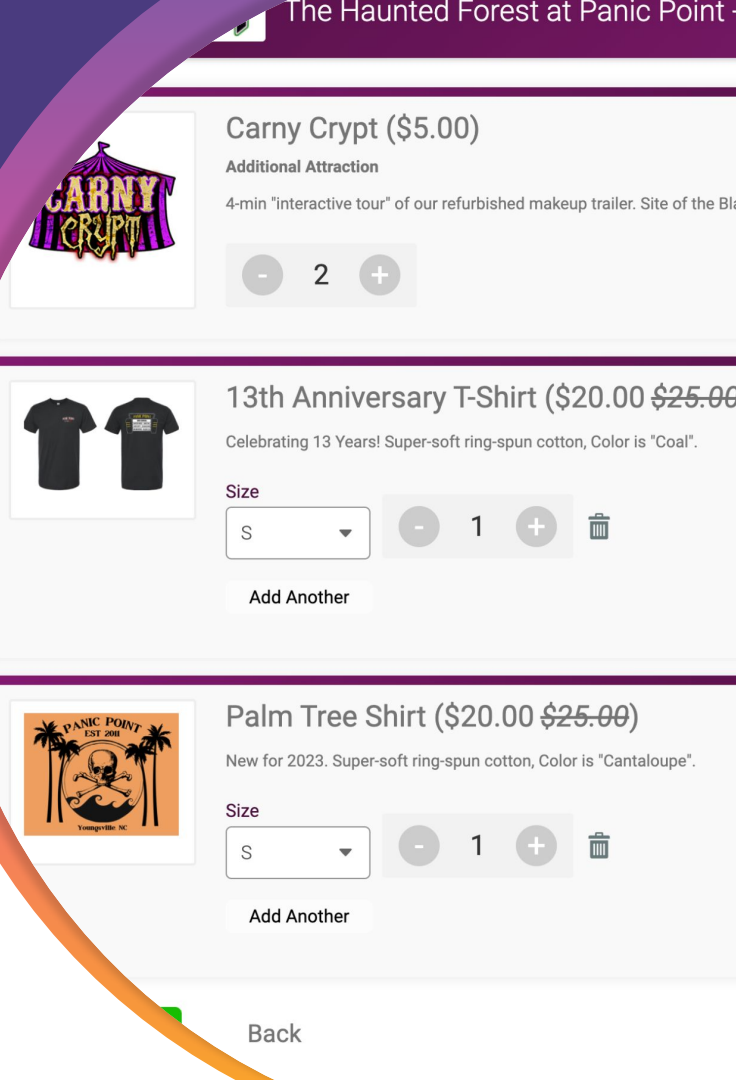 The Haunted Forest at Panic Point -
Carny Crypt ($5.00)
Additional Attraction
4-min "interactive tour" of our refurbished makeup trailer. Site of the
CARNY
CRYPT
- 2 +
13th Anniversary T-Shirt ($20.00 $25.00
Celebrating 13 Years! Super-soft ring-spun cotton, Color is "Coal".
Size
S - 1 +
Add Another
Palm Tree Shirt ($20.00 $25.00)
PANIC POINT
EST 2011
Youngsville NC
New for 2023. Super-soft ring-spun cotton, Color is "Cantaloupe".
Size
S - 1 +
Add Another
Back